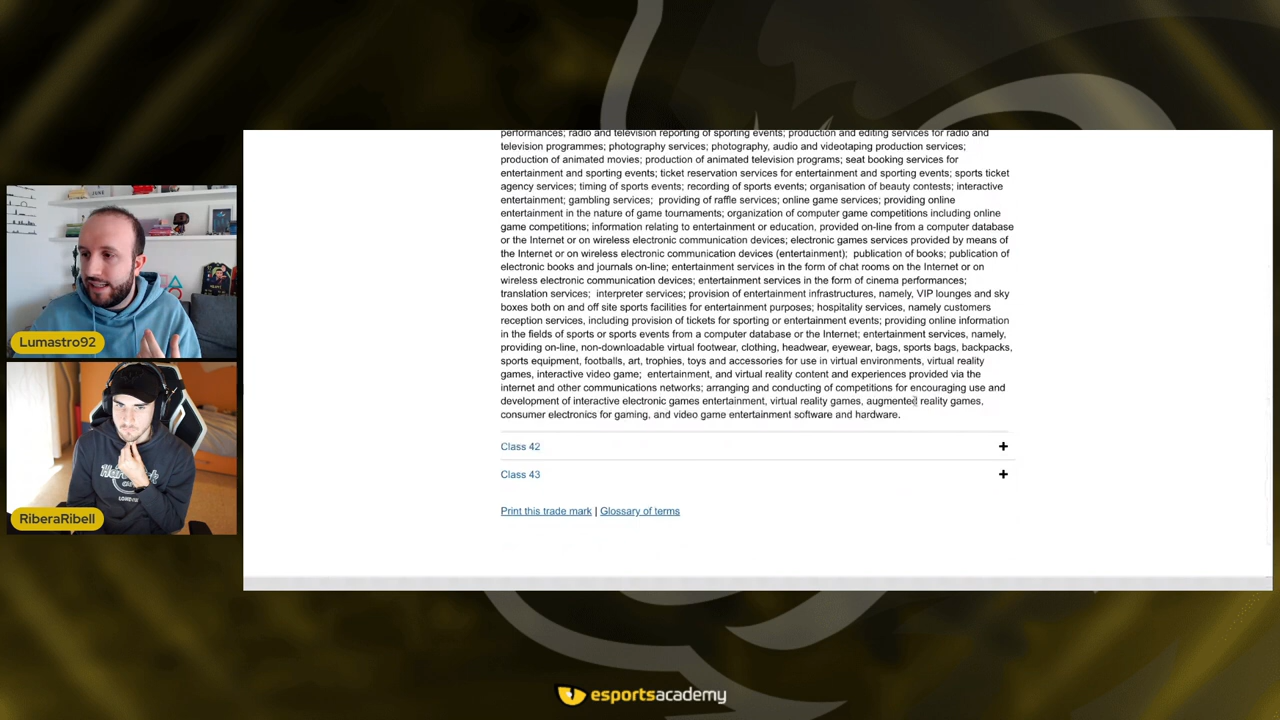 performances; radio and television reporting of sporting events; production and editing services for radio and
television programmes; photography services; photography, audio and videotaping production services;
production of animated movies; production of animated television programs; seat booking services for
entertainment and sporting events; ticket reservation services for entertainment and sporting events; sports ticket
agency services; timing of sports events; recording of sports events; organisation of beauty contests; interactive
entertainment; gambling services;  providing of raffle services; online game services; providing online
entertainment in the nature of game tournaments; organization of computer game competitions including online
game competitions; information relating to entertainment or education, provided on-line from a computer database
or the Internet or on wireless electronic communication devices; electronic games services provided by means of
the Internet or on wireless electronic communication devices (entertainment);  publication of books; publication of
electronic books and journals on-line; entertainment services in the form of chat rooms on the Internet or on
wireless electronic communication devices; entertainment services in the form of cinema performances;
translation services;  interpreter services; provision of entertainment infrastructures, namely, VIP lounges and sky
boxes both on and off site sports facilities for entertainment purposes; hospitality services, namely customers
reception services, including provision of tickets for sporting or entertainment events; providing online information
in the fields of sports or sports events from a computer database or the Internet; entertainment services, namely,
providing on-line, non-downloadable virtual footwear, clothing, headwear, eyewear, bags, sports bags, backpacks,
sports equipment, footballs, art, trophies, toys and accessories for use in virtual environments, virtual reality
games, interactive video game;  entertainment, and virtual reality content and experiences provided via the
internet and other communications networks; arranging and conducting of competitions for encouraging use and
development of interactive electronic games entertainment, virtual reality games, augmented reality games,
consumer electronics for gaming, and video game entertainment software and hardware.
Class 42 +
Class 43 +
Print this trade mark | Glossary of terms
Lumastro92
LONDON
RiberaRibell
esportsacademy